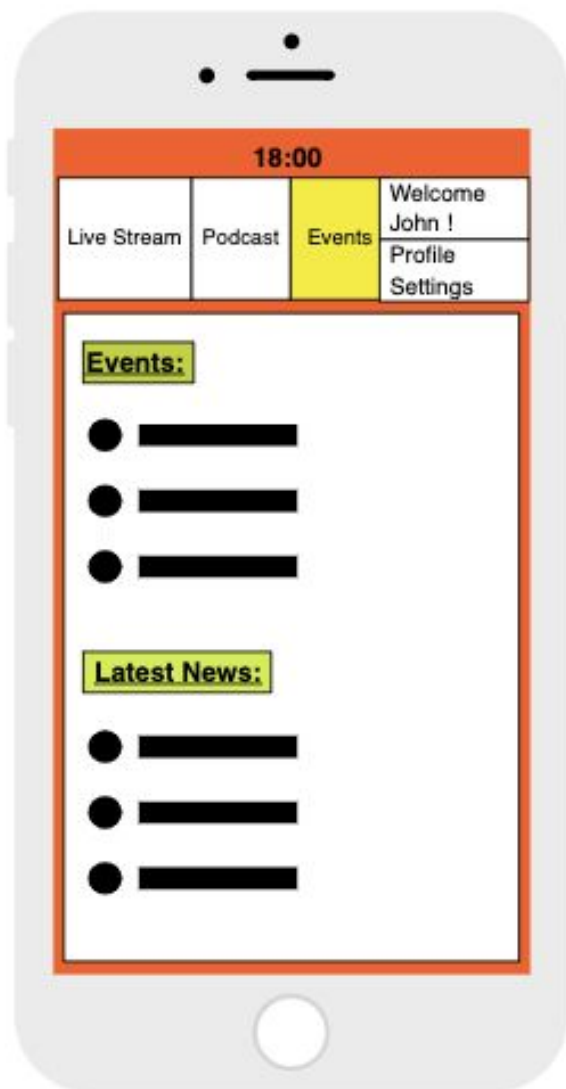 18:00
Live Stream
Podcast
Events
Welcome
John !
Profile
Settings
Events:
Latest News: